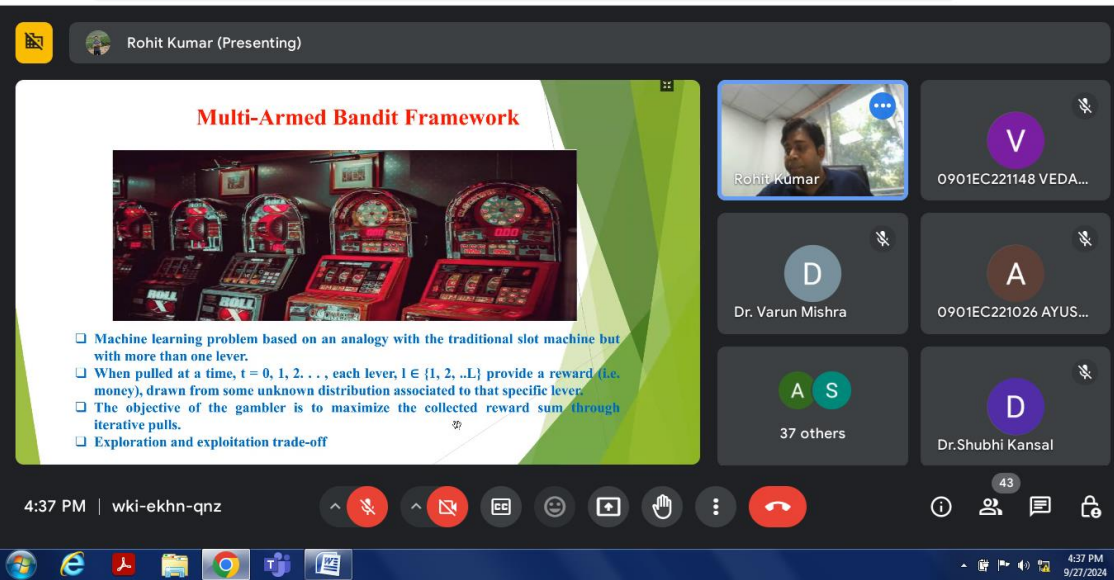 Rohit Kumar (Presenting)
Multi-Armed Bandit Framework
ROLL
X
ROLL
X
0.00
❑ Machine learning problem based on an analogy with the traditional slot machine but
with more than one lever.
❑ When pulled at a time, t = 0, 1, 2. . . , each lever, l ∈ {1, 2, ..L} provide a reward (i.e.
money), drawn from some unknown distribution associated to that specific lever.
❑ The objective of the gambler is to maximize the collected reward sum through
iterative pulls.
❑ Exploration and exploitation trade-off
Rohit Kumar
V
0901EC221148 VEDA...
D
Dr. Varun Mishra
A
0901EC221026 AYUS...
A S
37 others
D
Dr.Shubhi Kansal
4:37 PM | wki-ekhn-qnz
CC
43
4:37 PM
9/27/2024